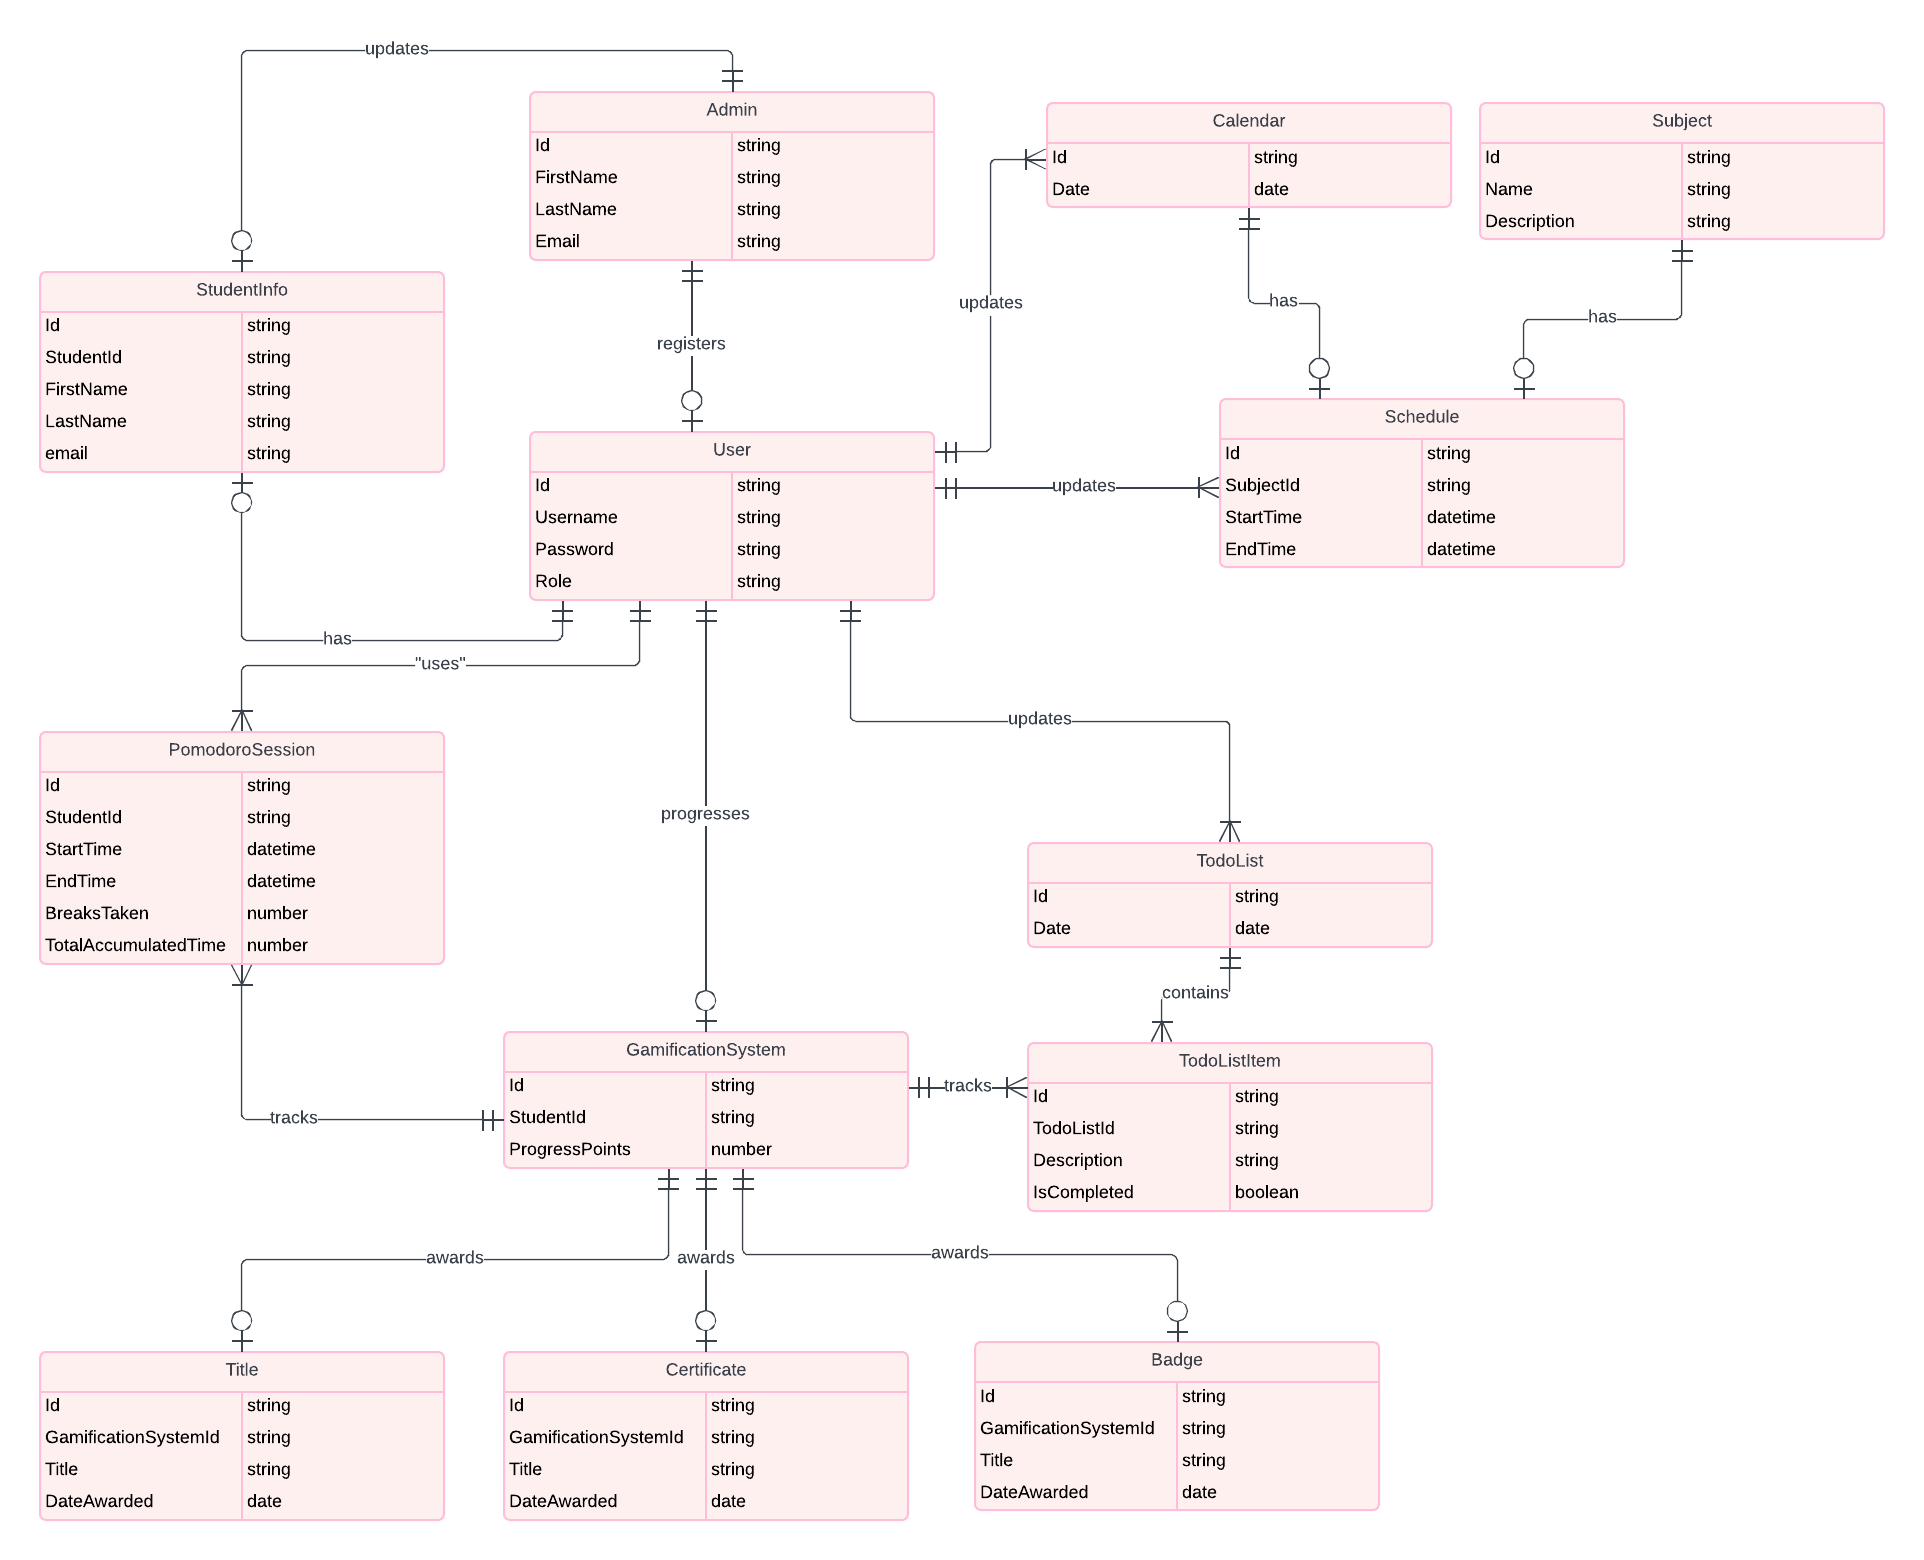 updates
Admin
Id string
FirstName string
LastName string
Email string
Calendar
Id string
Date date
Subject
Id string
Name string
Description string
updates
has
has
StudentInfo
Id string
StudentId string
FirstName string
LastName string
email string
registers
User
Id string
Username string
Password string
Role string
updates
Schedule
Id string
SubjectId string
StartTime datetime
EndTime datetime
has
"uses"
updates
progresses
PomodoroSession
Id string
StudentId string
StartTime datetime
EndTime datetime
BreaksTaken number
TotalAccumulatedTime number
TodoList
Id string
Date date
contains
tracks
GamificationSystem
Id string
StudentId string
ProgressPoints number
tracks
TodoListItem
Id string
TodoListId string
Description string
IsCompleted boolean
awards
awards
awards
Title
Id string
GamificationSystemId string
Title string
DateAwarded date
Certificate
Id string
GamificationSystemId string
Title string
DateAwarded date
Badge
Id string
GamificationSystemId string
Title string
DateAwarded date